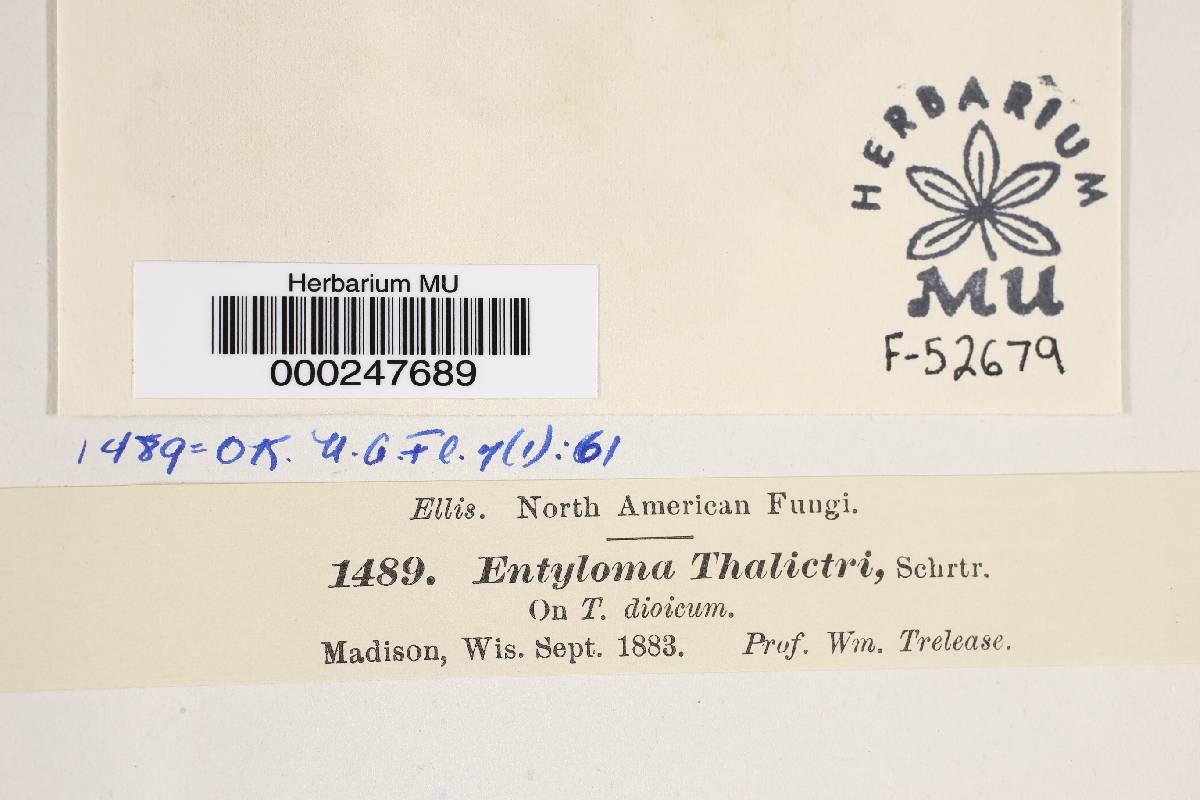 HERBARIUM
MU
F-52679
Herbarium MU
000247689
1489=OK. N.A.Fl. 7(1):61
Ellis. North American Fungi.
1489. Entyloma Thalictri, Schrtr.
On T. dioicum.
Madison, Wis. Sept. 1883. Prof. Wm. Trelease.